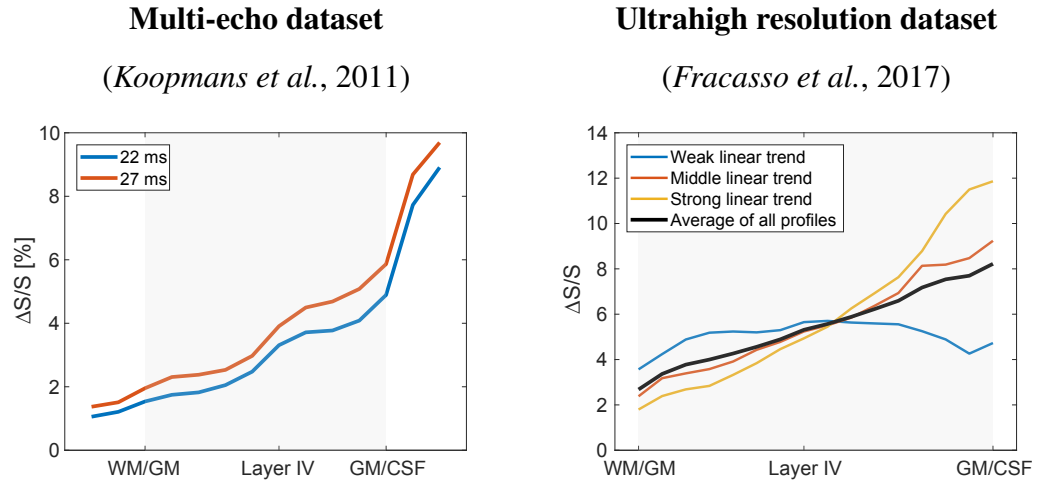 Multi-echo dataset
(Koopmans et al., 2011)
ΔS/S [%]
10
8
6
4
2
0
22 ms
27 ms
WM/GM
Layer IV
GM/CSF
Ultrahigh resolution dataset
(Fracasso et al., 2017)
ΔS/S
14
12
10
8
6
4
2
0
Weak linear trend
Middle linear trend
Strong linear trend
Average of all profiles
WM/GM
Layer IV
GM/CSF